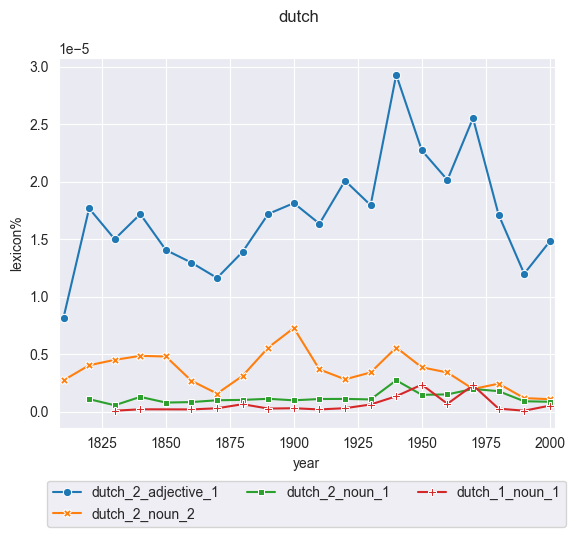 dutch
1e−5
3.0
2.5
2.0
1.5
1.0
0.5
0.0
lexicon%
1825 1850 1875 1900 1925 1950 1975 2000
year
dutch_2_adjective_1 dutch_2_noun_1 dutch_1_noun_1
dutch_2_noun_2